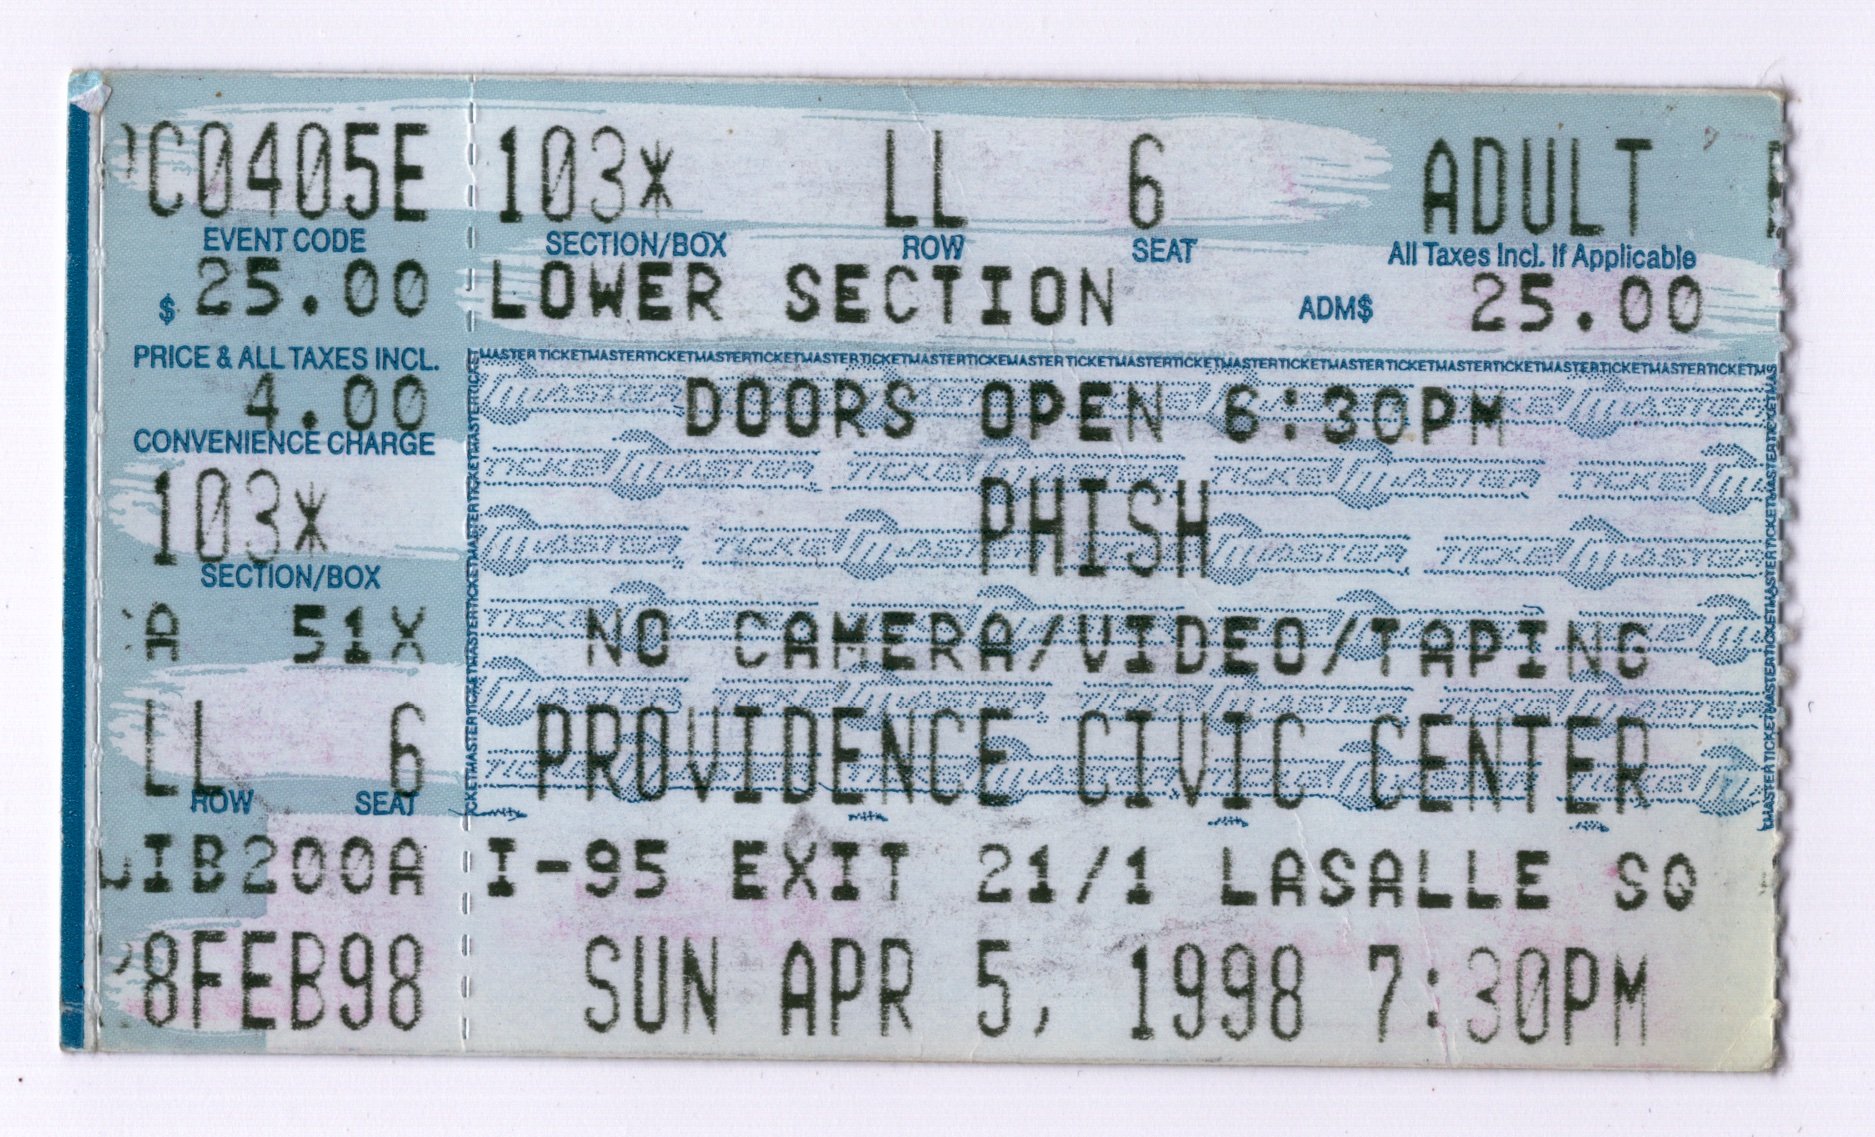 PC0405E
EVENT CODE
$ 25.00
PRICE & ALL TAXES INCL.
4.00
CONVENIENCE CHARGE
103*
SECTION/BOX
A 51X
LL 6
ROW SEAT
IB200A
8FEB98
103* LL 6 ADULT
SECTION/BOX ROW SEAT All Taxes Incl. If Applicable
LOWER SECTION ADM$ 25.00
DOORS OPEN 6:30PM
PHISH
NO CAMERA/VIDEO/TAPING
PROVIDENCE CIVIC CENTER
I-95 EXIT 21/1 LASALLE SQ
SUN APR 5, 1998 7:30PM